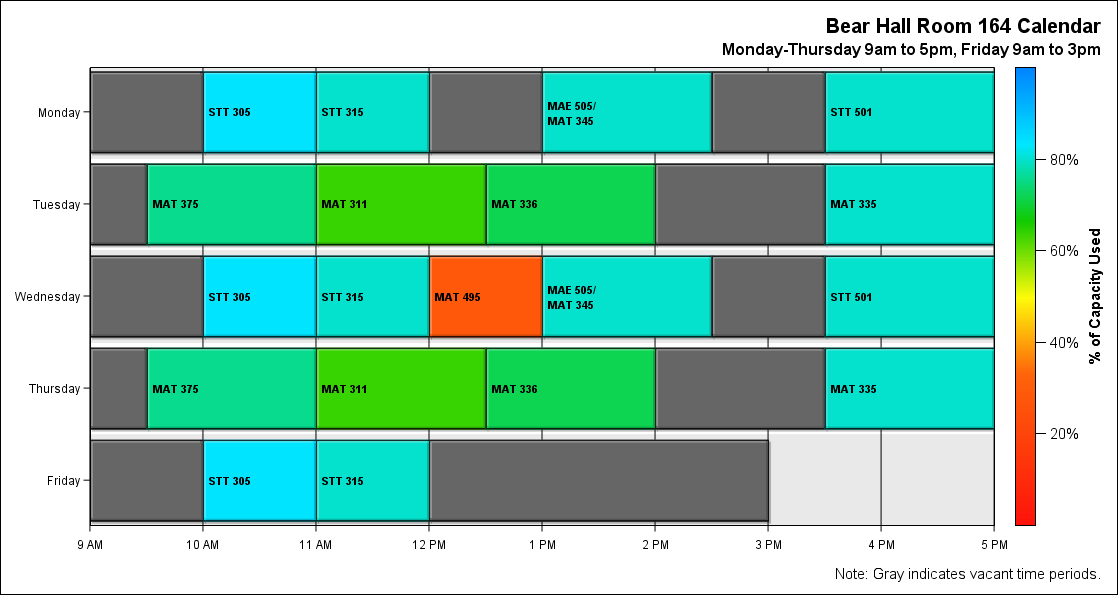 Bear Hall Room 164 Calendar
Monday-Thursday 9am to 5pm, Friday 9am to 3pm
Monday
STT 305
STT 315
MAE 505/
MAT 345
STT 501
Tuesday
MAT 375
MAT 311
MAT 336
MAT 335
Wednesday
STT 305
STT 315
MAT 495
MAE 505/
MAT 345
STT 501
Thursday
MAT 375
MAT 311
MAT 336
MAT 335
Friday
STT 305
STT 315
9 AM
10 AM
11 AM
12 PM
1 PM
2 PM
3 PM
4 PM
5 PM
80%
60%
40%
20%
% of Capacity Used
Note: Gray indicates vacant time periods.